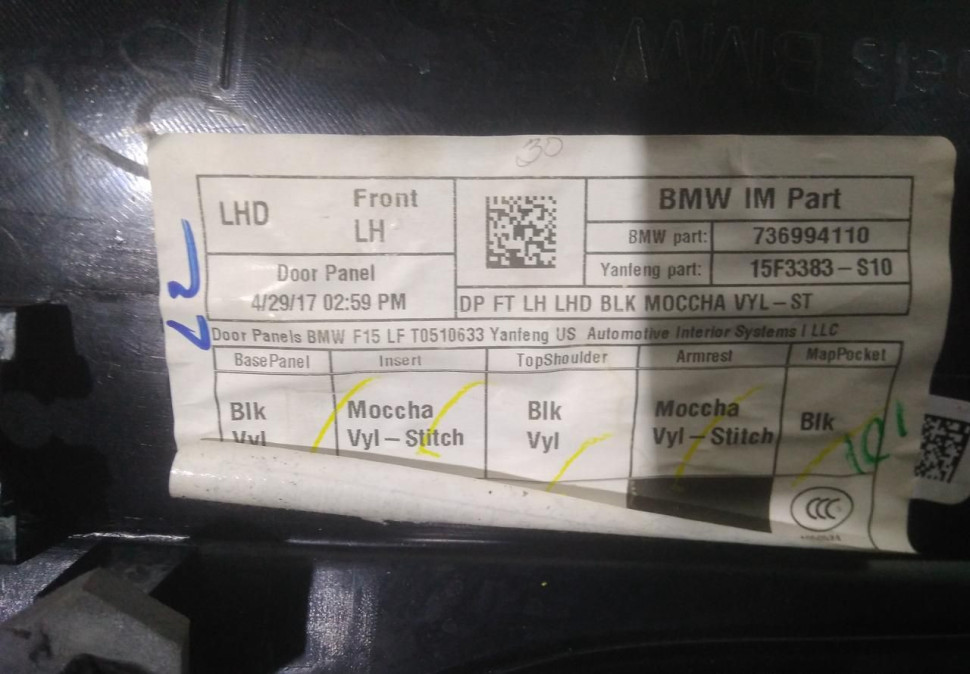 30
LHD
Front
LH
Door Panel
4/29/17 02:59 PM
BMW IM Part
BMW part: 736994110
Yanfeng part: 15F3383-S10
DP FT LH LHD BLK MOCCHA VYL-ST
Door Panels BMW F15 LF T0510633 Yanfeng US Automotive Interior Systems I LLC
BasePanel Insert TopShoulder Armrest MapPocket
Blk
Vyl
Moccha
Vyl-Stitch
Blk
Vyl
Moccha
Vyl-Stitch
Blk
CCC
BMW